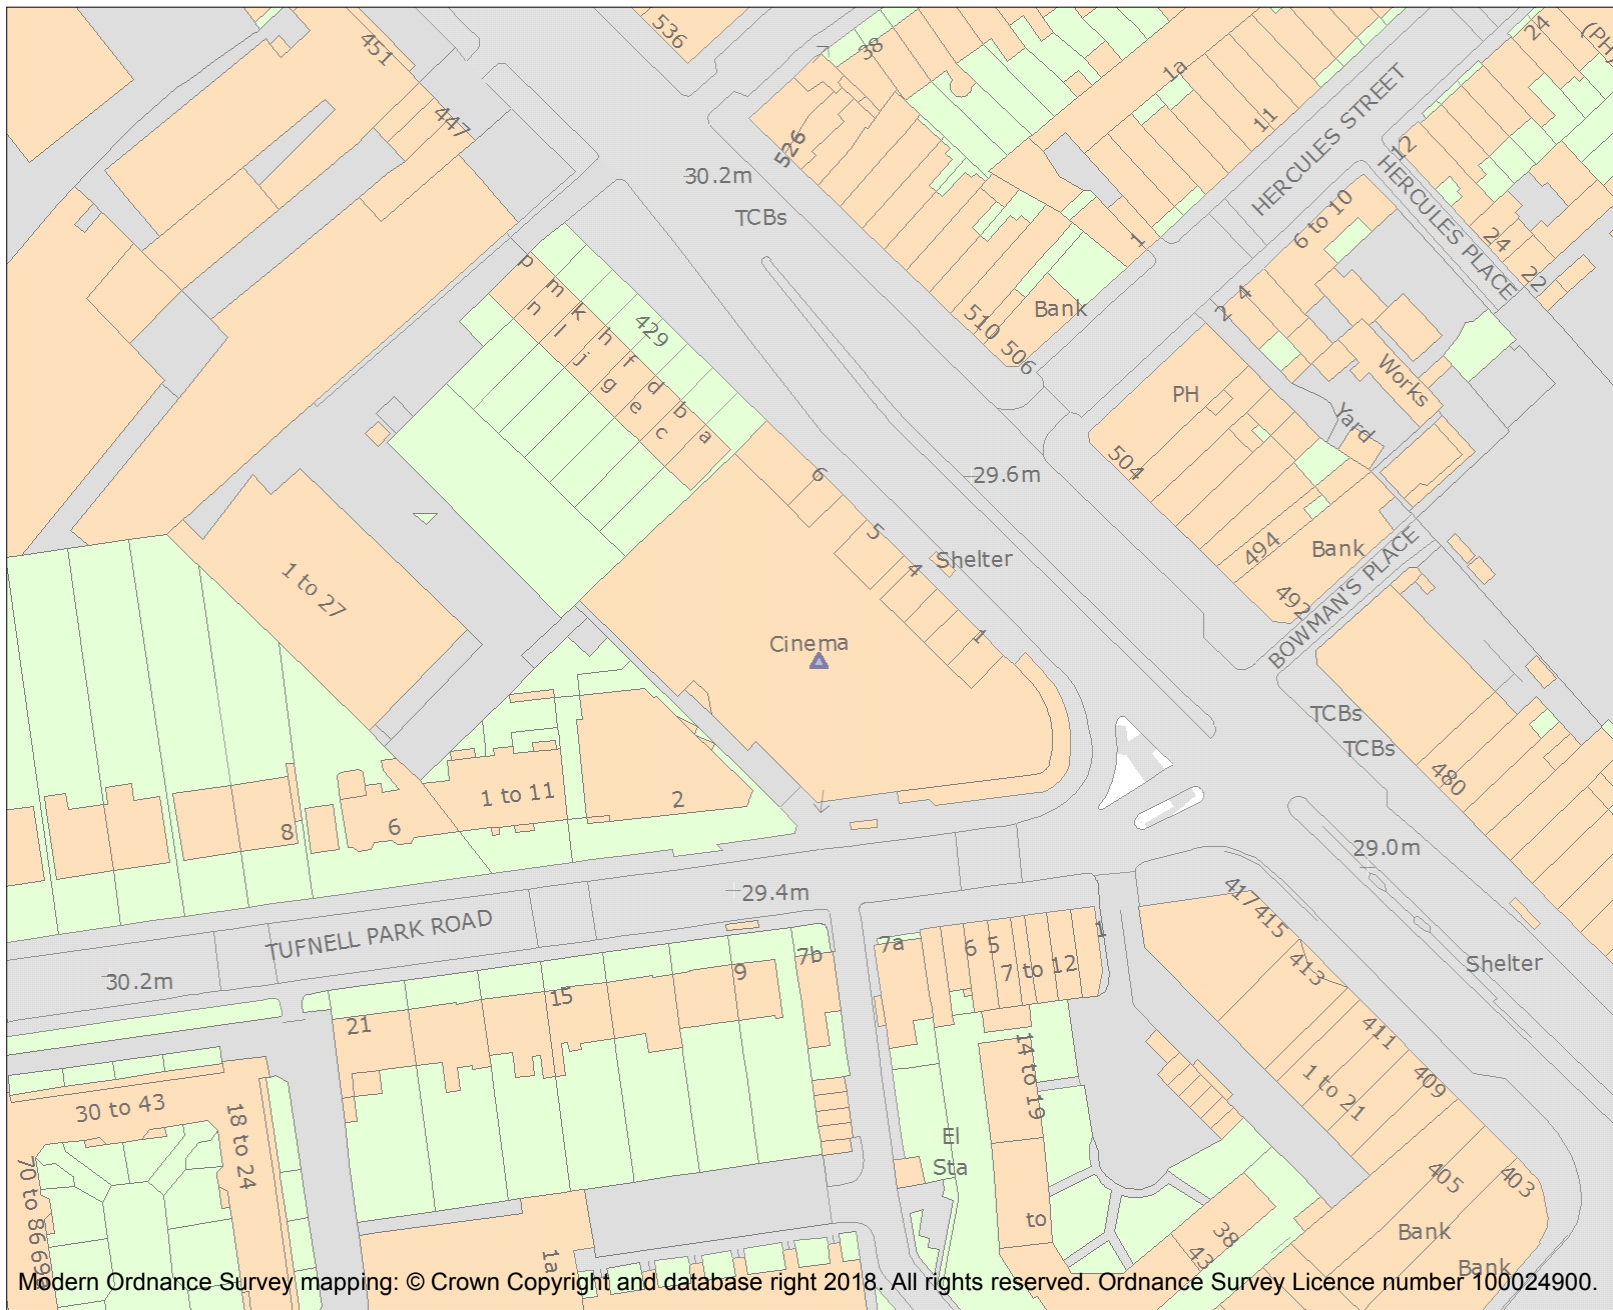 536
38
24
(PH
451
1a
447
11
526
HERCULES STREET
12
30.2m
HERCULES PLACE
TCBs
6 to 10
1
24
22
p
m
n
k
l
h
429
j
f
g
d
e
b
c
a
4
2
Bank
510
506
Works
PH
Yard
504
6
29.6m
5
4
Shelter
494
Bank
BOWMAN'S PLACE
492
1 to 27
1
Cinema
TCBs
TCBs
480
1 to 11
2
8
6
29.0m
29.4m
417
415
TUFNELL PARK ROAD
7a
6
5
1
7b
7 to 12
413
Shelter
30.2m
9
15
21
411
14 to 19
409
1 to 21
30 to 43
18 to 24
El
Sta
405
403
70 to 86
69
to
38
43
Bank
1a
Bank
Modern Ordnance Survey mapping: © Crown Copyright and database right 2018. All rights reserved. Ordnance Survey Licence number 100024900.